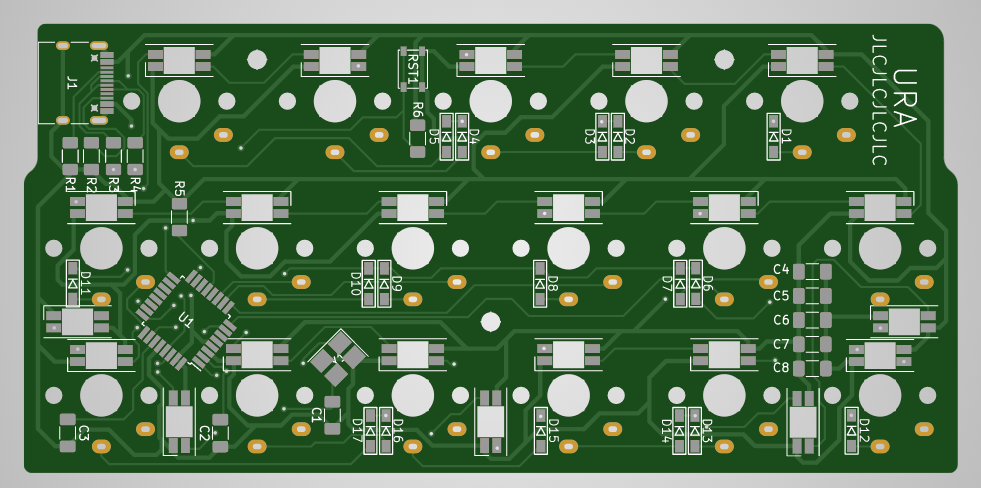 JLCJLCJLCJLC
URA
J1
RST1
R6
D5
D4
D3
D2
D1
R1
R2
R3
R4
R5
D11
D10
D9
D8
D7
D6
C4
C5
C6
C7
C8
U1
C3
C2
C1
D17
D16
D15
D14
D13
D12